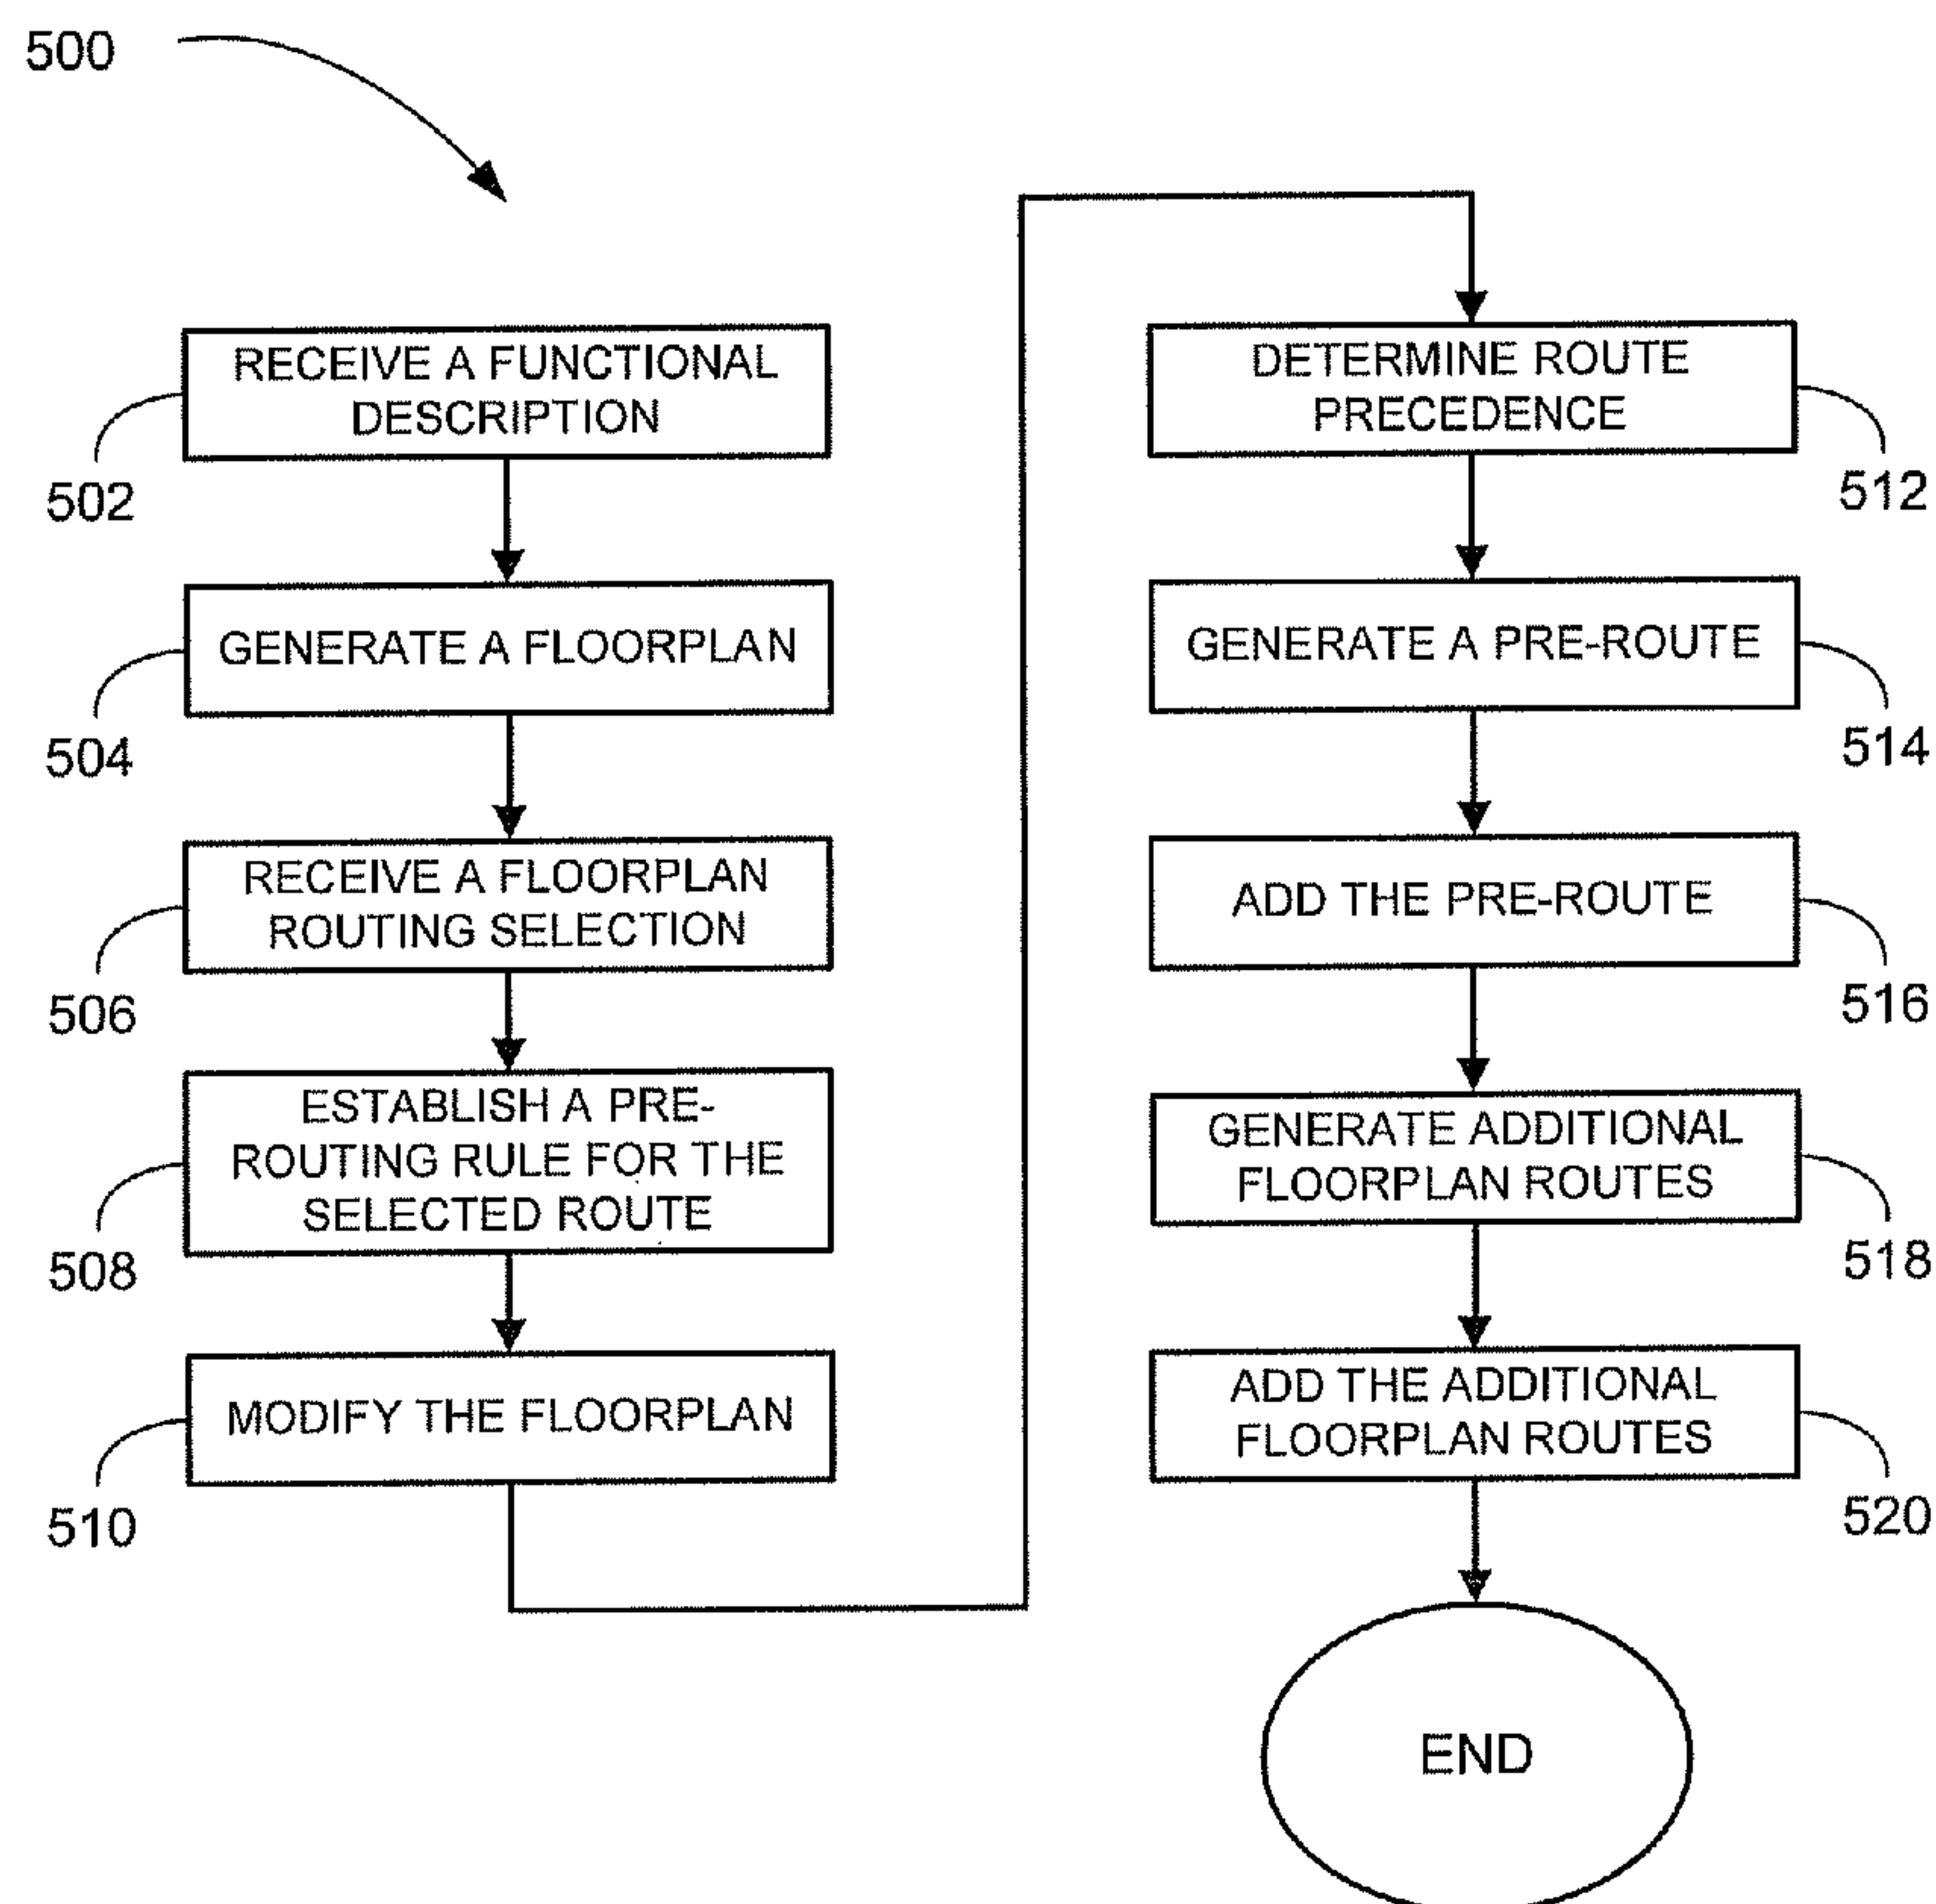 500
RECEIVE A FUNCTIONAL
DESCRIPTION
502
GENERATE A FLOORPLAN
504
RECEIVE A FLOORPLAN
ROUTING SELECTION
506
ESTABLISH A PRE-
ROUTING RULE FOR THE
SELECTED ROUTE
508
MODIFY THE FLOORPLAN
510
DETERMINE ROUTE
PRECEDENCE
512
GENERATE A PRE-ROUTE
514
ADD THE PRE-ROUTE
516
GENERATE ADDITIONAL
FLOORPLAN ROUTES
518
ADD THE ADDITIONAL
FLOORPLAN ROUTES
520
END